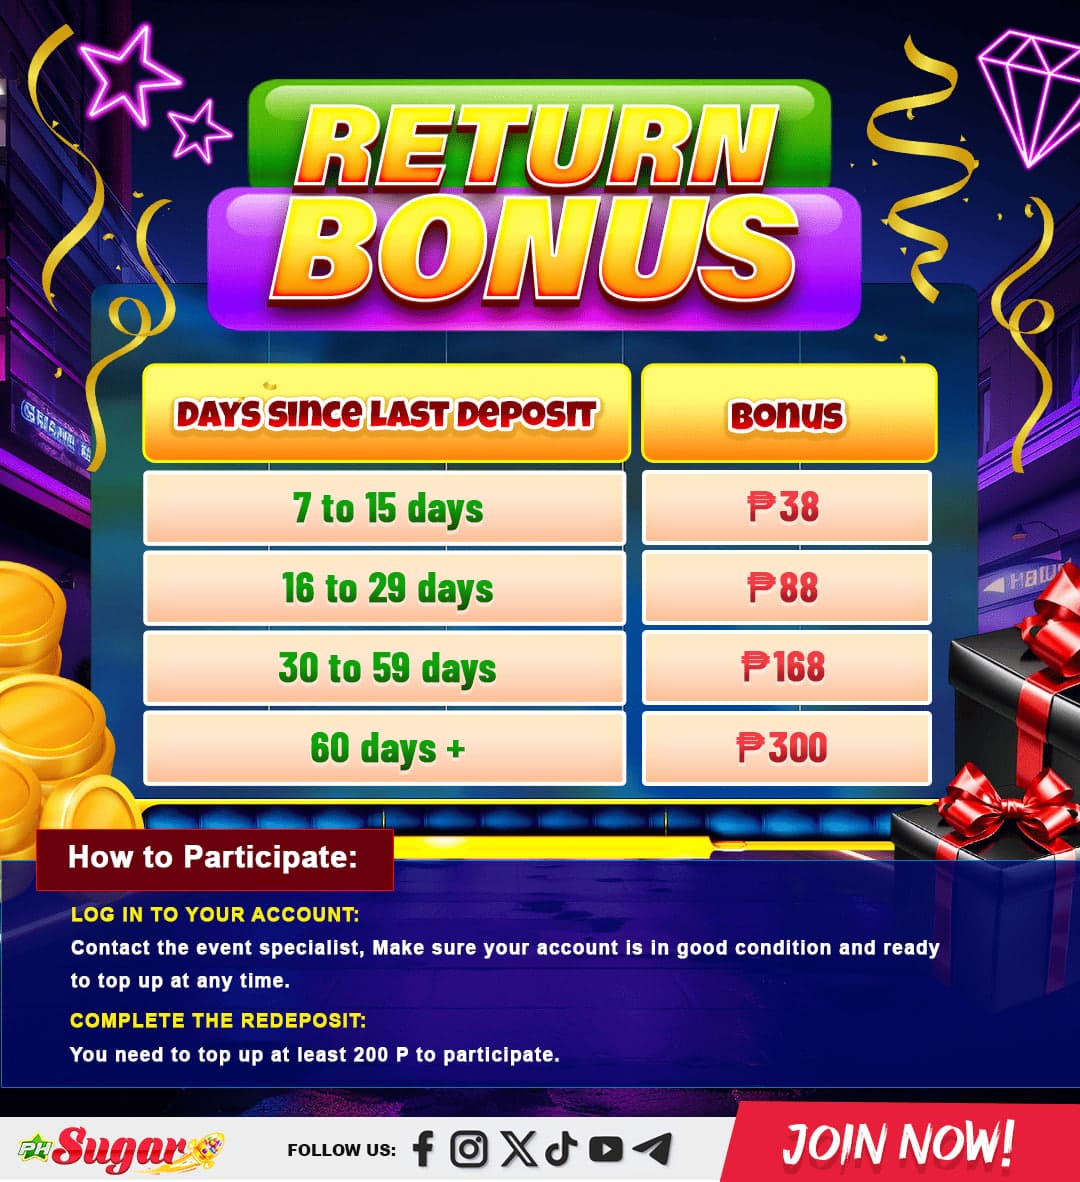 RETURN
BONUS
DAYS SINCE LAST DEPOSIT
BONUS
7 to 15 days
₱38
16 to 29 days
₱88
30 to 59 days
₱168
60 days +
₱300
How to Participate:
LOG IN TO YOUR ACCOUNT:
Contact the event specialist, Make sure your account is in good condition and ready
to top up at any time.
COMPLETE THE REDEPOSIT:
You need to top up at least 200 P to participate.
PH Sugar
FOLLOW US:
JOIN NOW!